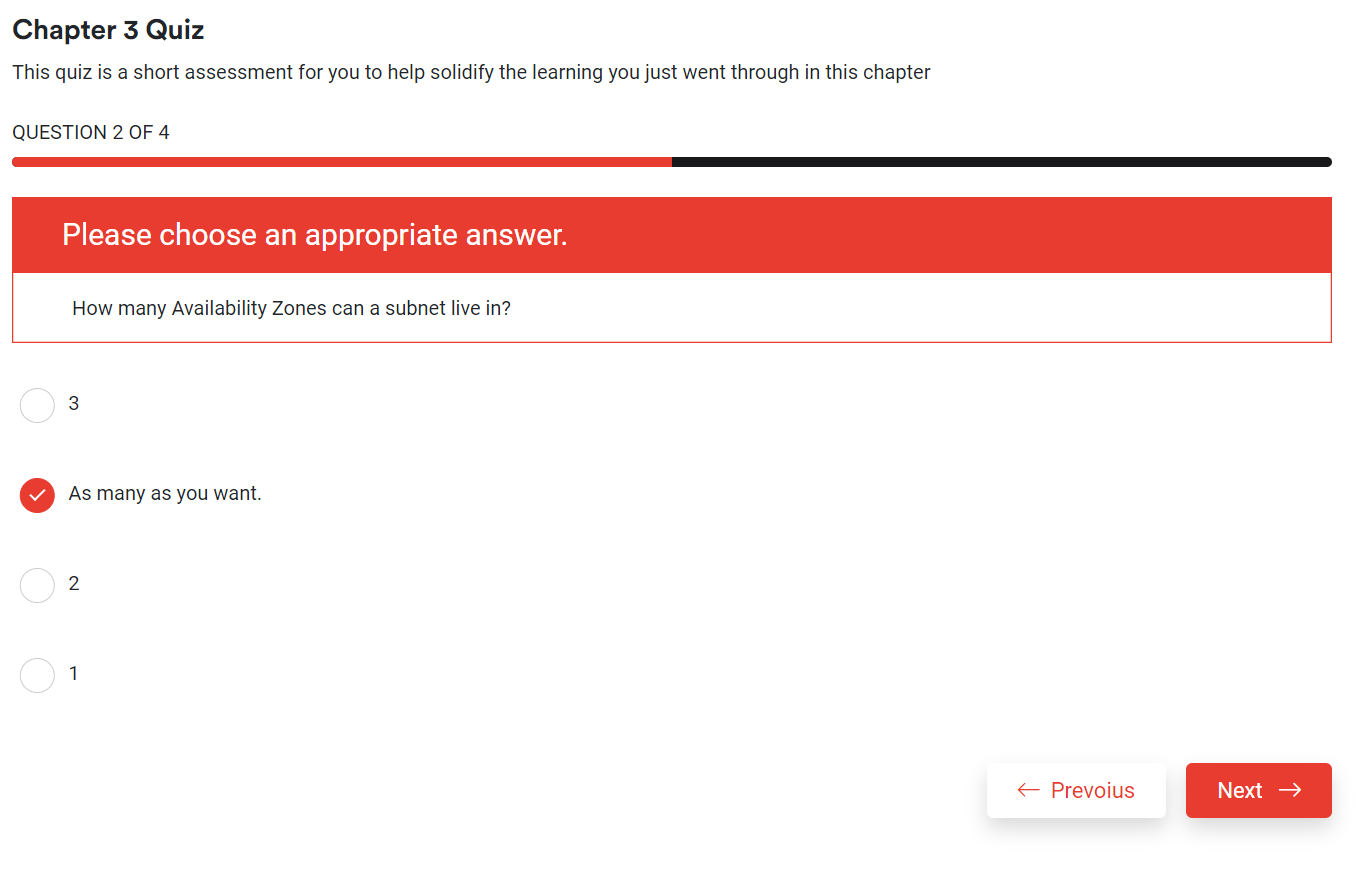 Chapter 3 Quiz
This quiz is a short assessment for you to help solidify the learning you just went through in this chapter
QUESTION 2 OF 4
Please choose an appropriate answer.
How many Availability Zones can a subnet live in?
3
As many as you want.
2
1
← Prevoius
Next →